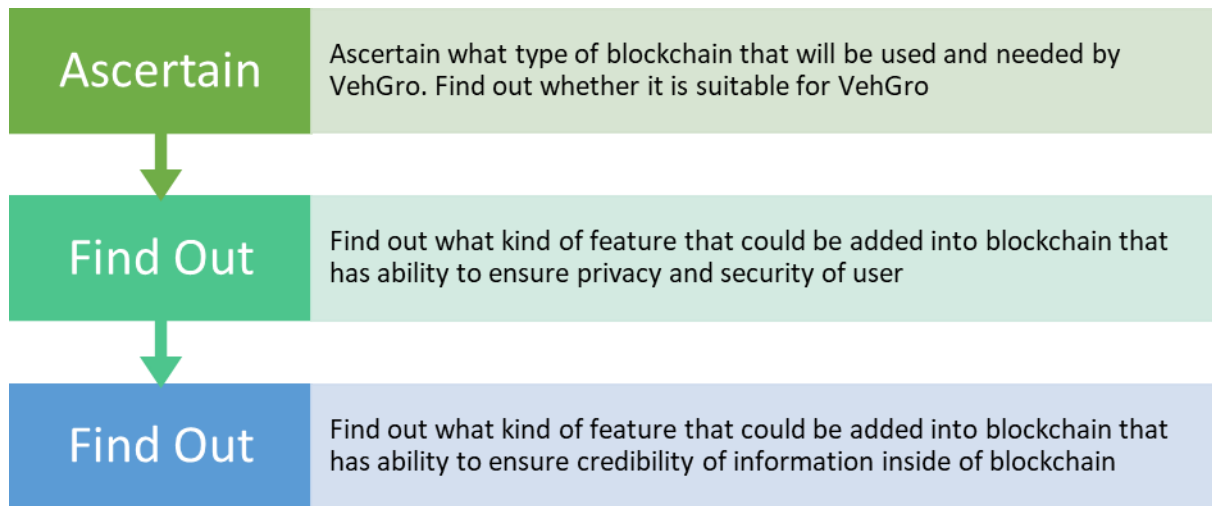 Ascertain
Ascertain what type of blockchain that will be used and needed by
VehGro. Find out whether it is suitable for VehGro
Find Out
Find out what kind of feature that could be added into blockchain that
has ability to ensure privacy and security of user
Find Out
Find out what kind of feature that could be added into blockchain that
has ability to ensure credibility of information inside of blockchain